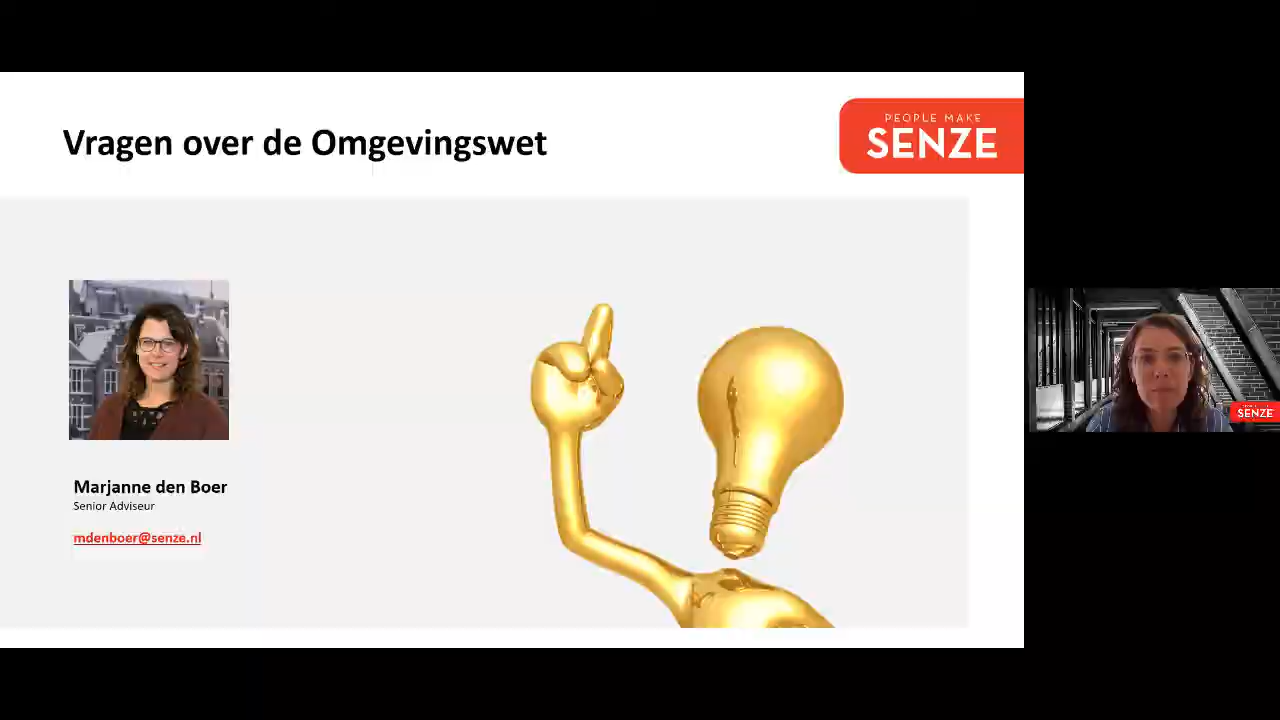 Vragen over de Omgevingswet
PEOPLE MAKE
SENZE
Marjanne den Boer
Senior Adviseur
mdenboer@senze.nl
SENZE